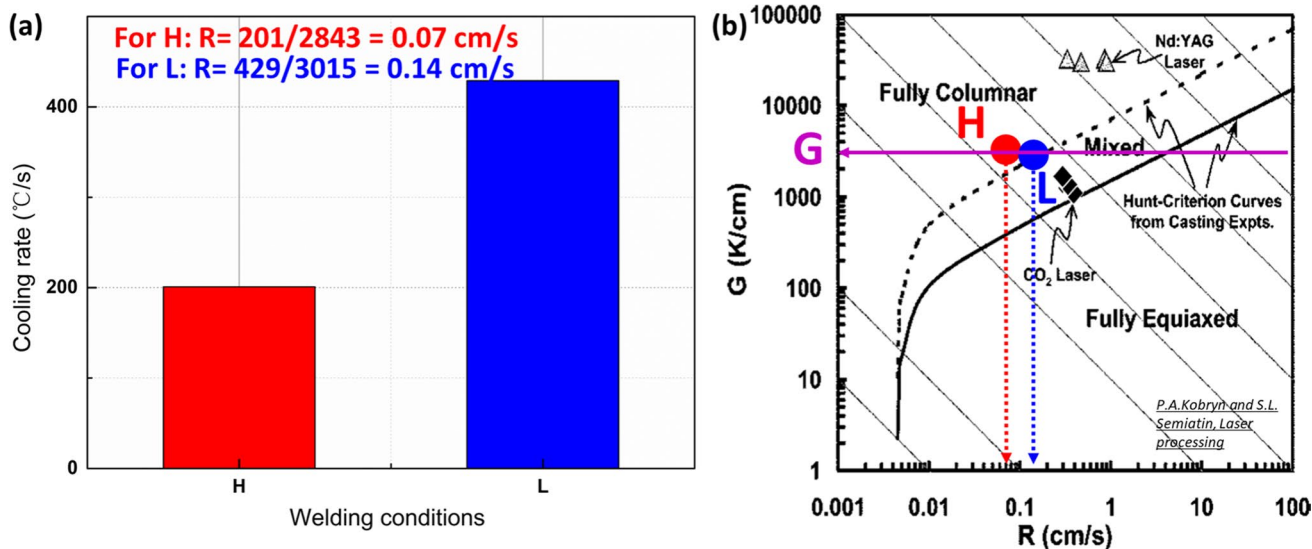 (a)
For H: R= 201/2843 = 0.07 cm/s
For L: R= 429/3015 = 0.14 cm/s
Cooling rate (℃/s)
400
200
0
H
L
Welding conditions
(b)
G (K/cm)
100000
10000
1000
100
10
1
Nd:YAG
Laser
Fully Columnar
H
G
Mixed
L
Hunt-Criterion Curves
from Casting Expts.
CO2 Laser
Fully Equiaxed
P.A.Kobryn and S.L.
Semiatin, Laser
processing
0.001
0.01
0.1
1
10
100
R (cm/s)